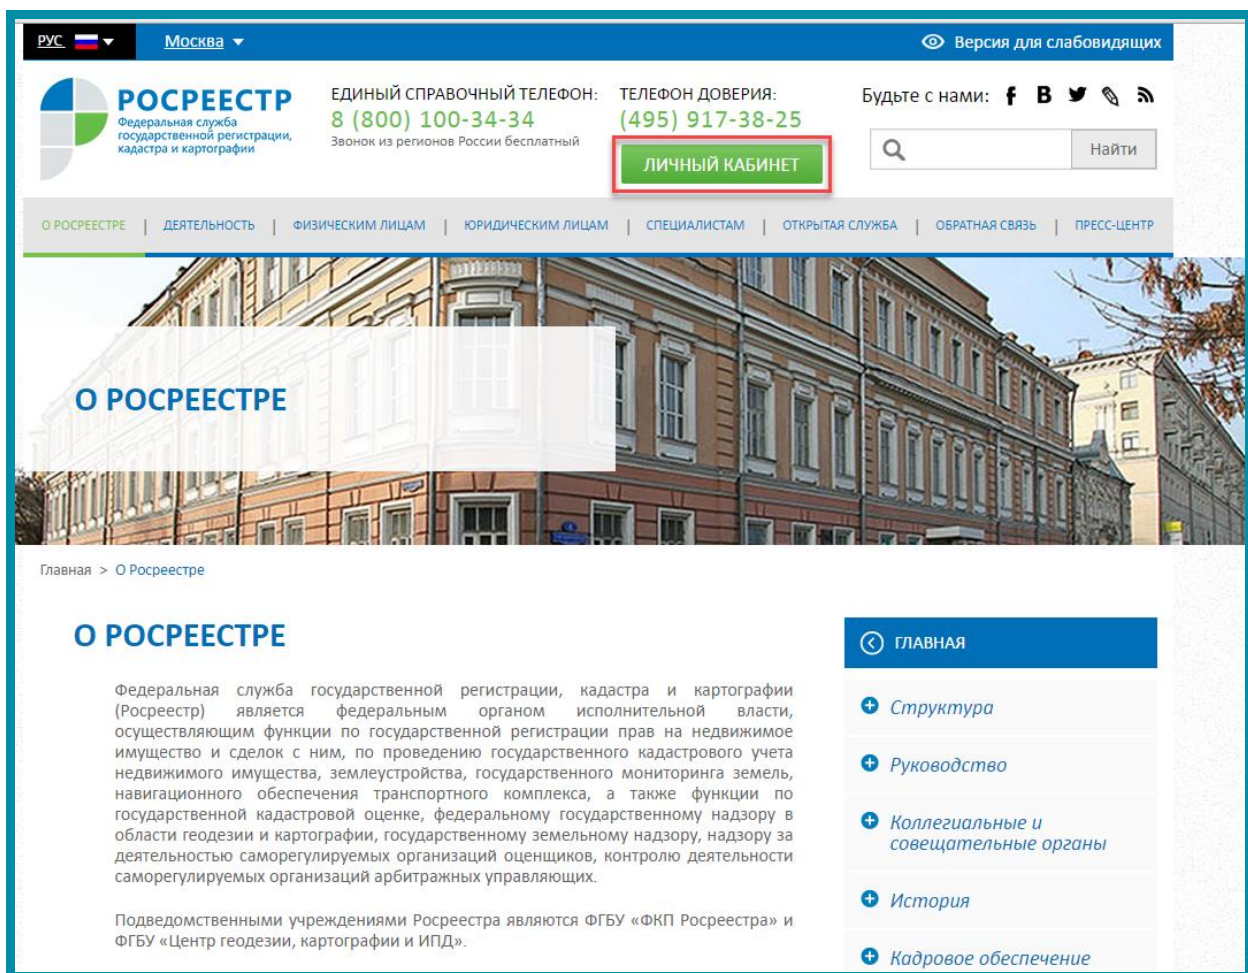 РУС
Москва
Версия для слабовидящих
РОСРЕЕСТР
Федеральная служба
государственной регистрации,
кадастра и картографии
ЕДИНЫЙ СПРАВОЧНЫЙ ТЕЛЕФОН:
8 (800) 100-34-34
Звонок из регионов России бесплатный
ТЕЛЕФОН ДОВЕРИЯ:
(495) 917-38-25
ЛИЧНЫЙ КАБИНЕТ
Будьте с нами:
Найти
О РОСРЕЕСТРЕ | ДЕЯТЕЛЬНОСТЬ | ФИЗИЧЕСКИМ ЛИЦАМ | ЮРИДИЧЕСКИМ ЛИЦАМ | СПЕЦИАЛИСТАМ | ОТКРЫТАЯ СЛУЖБА | ОБРАТНАЯ СВЯЗЬ | ПРЕСС-ЦЕНТР
О РОСРЕЕСТРЕ
Главная > О Росреестре
О РОСРЕЕСТРЕ
Федеральная служба государственной регистрации, кадастра и картографии
(Росреестр) является федеральным органом исполнительной власти,
осуществляющим функции по государственной регистрации прав на недвижимое
имущество и сделок с ним, по проведению государственного кадастрового учета
недвижимого имущества, землеустройства, государственного мониторинга земель,
навигационного обеспечения транспортного комплекса, а также функции по
государственной кадастровой оценке, федеральному государственному надзору в
области геодезии и картографии, государственному земельному надзору, надзору за
деятельностью саморегулируемых организаций оценщиков, контролю деятельности
саморегулируемых организаций арбитражных управляющих.
Подведомственными учреждениями Росреестра являются ФГБУ «ФКП Росреестра» и
ФГБУ «Центр геодезии, картографии и ИПД».
ГЛАВНАЯ
Структура
Руководство
Коллегиальные и
совещательные органы
История
Кадровое обеспечение